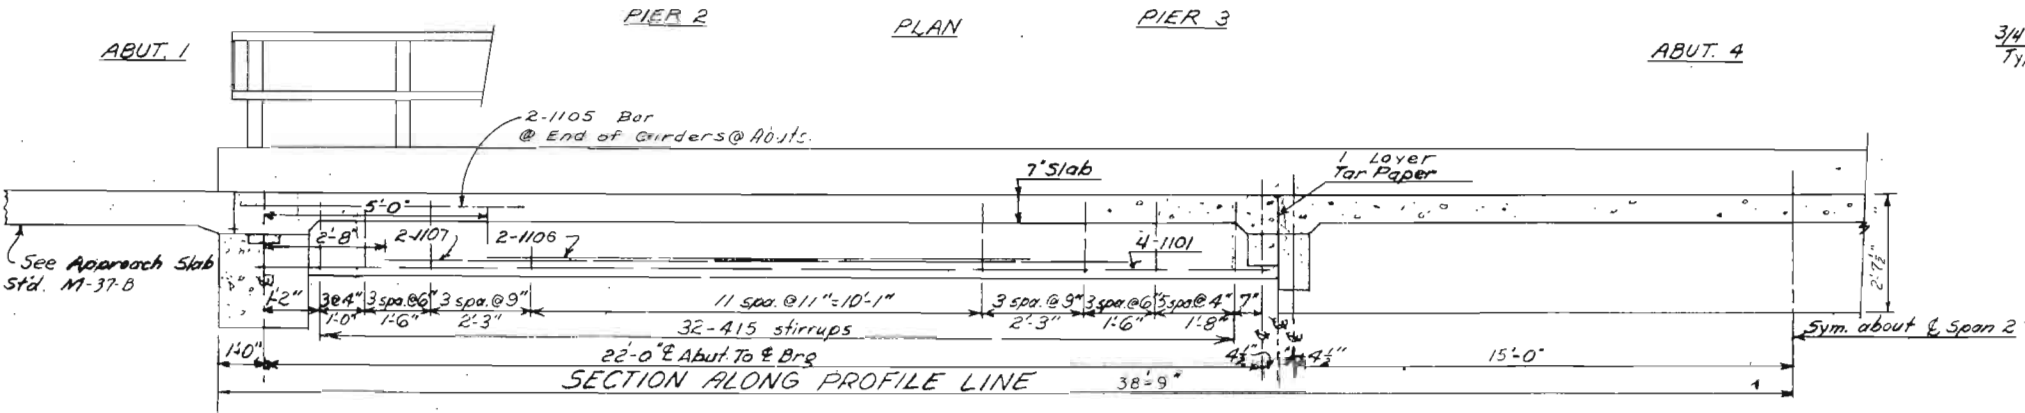 PIER 2
PLAN
PIER 3
ABUT. 1
ABUT. 4
3/4
2-1105 Bar
@ End of Girders @ Abuts.
1 Layer
Tar Paper
7" Slab
5'-0"
2'-8"
2-1107
2-1106
4-1101
See Approach Slab
Std. M-37-B
2'-7½"
1'-2"
3@4"
3 spa.@6"
3 spa.@9"
11 spa.@11"=10'-1"
3 spa.@9"
3 spa.@6"
5 spa.@4"
7"
1'-0"
1'-6"
2'-3"
2'-3"
1'-6"
1'-8"
32-415 stirrups
Sym. about ℄ Span 2
1'-0"
22'-0" ℄ Abut. To ℄ Brg
4½"
4½"
15'-0"
SECTION ALONG PROFILE LINE
38'-9"